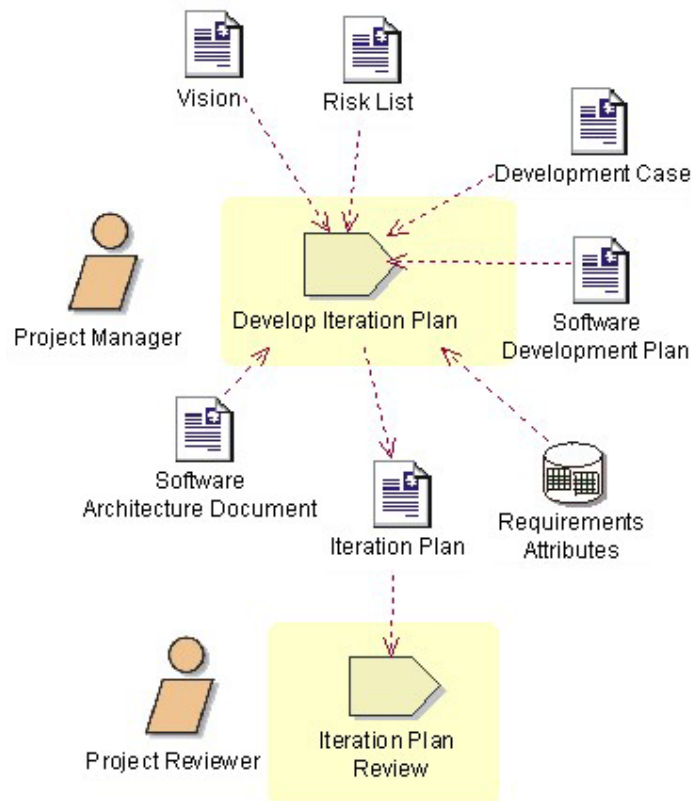 Vision
Risk List
Development Case
Project Manager
Develop Iteration Plan
Software
Development Plan
Software
Architecture Document
Iteration Plan
Requirements
Attributes
Project Reviewer
Iteration Plan
Review